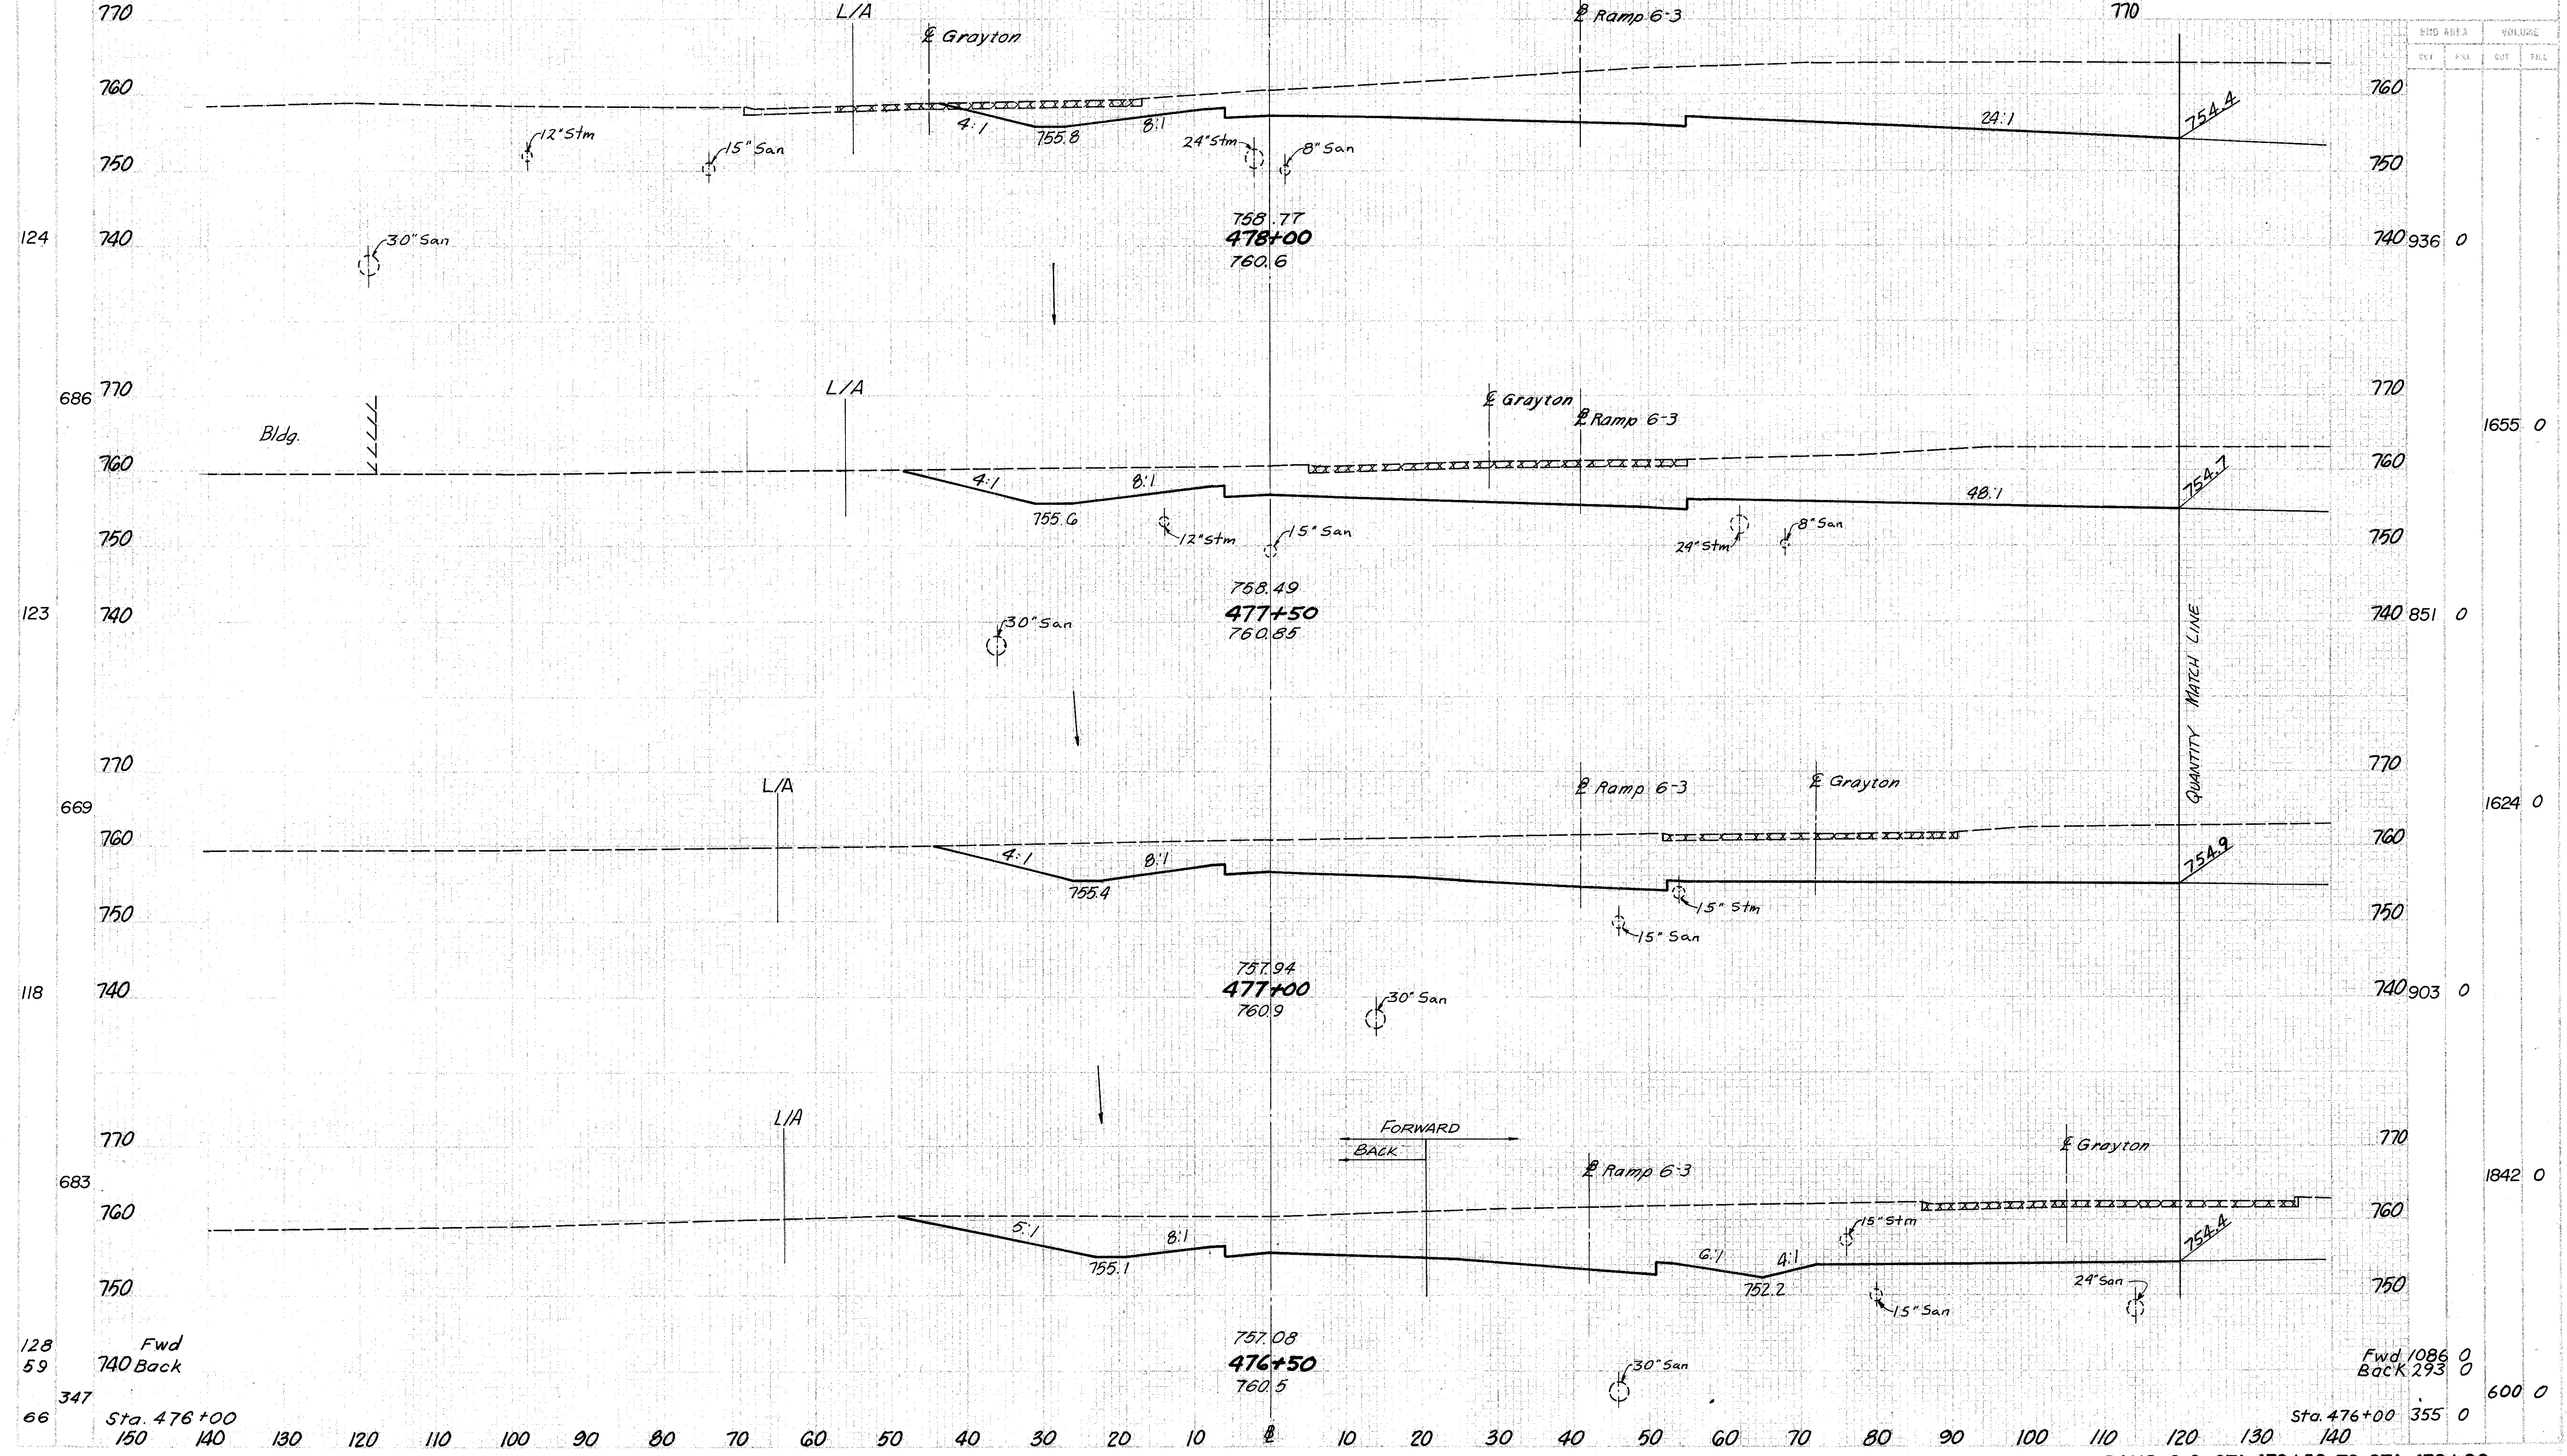 770 L/A ℄ Grayton ℞ Ramp 6-3 770
END AREA VOLUME
CUT FILL CUT FILL
760 4:1 755.8 8:1 24:1 754.4 760
12" Stm 15" San 24" Stm 8" San
750 750
758.77
124 740 30" San 478+00 740 936 0
760.6
686 770 L/A ℄ Grayton 770
Bldg. ℞ Ramp 6-3 1655 0
760 4:1 8:1 48:1 754.7 760
755.6
12" Stm 15" San 24" Stm 8" San
750 750
758.49
123 740 30" San 477+50 740 851 0
760.85
QUANTITY MATCH LINE
770 770
L/A ℞ Ramp 6-3 ℄ Grayton
669 1624 0
760 4:1 8:1 754.9 760
755.4 15" Stm
750 15" San 750
757.94
118 740 477+00 30" San 740 903 0
760.9
L/A
770 FORWARD 770
BACK ℄ Grayton
683 ℞ Ramp 6-3 1842 0
760 5:1 8:1 15" Stm 754.4 760
755.1 6:1 4:1
750 752.2 15" San 24" San 750
757.08
128 Fwd Fwd 1086 0
59 740 Back 476+50 30" San Back 293 0
760.5
347 600 0
66 Sta. 476+00 Sta. 476+00 355 0
150 140 130 120 110 100 90 80 70 60 50 40 30 20 10 ℞ 10 20 30 40 50 60 70 80 90 100 110 120 130 140